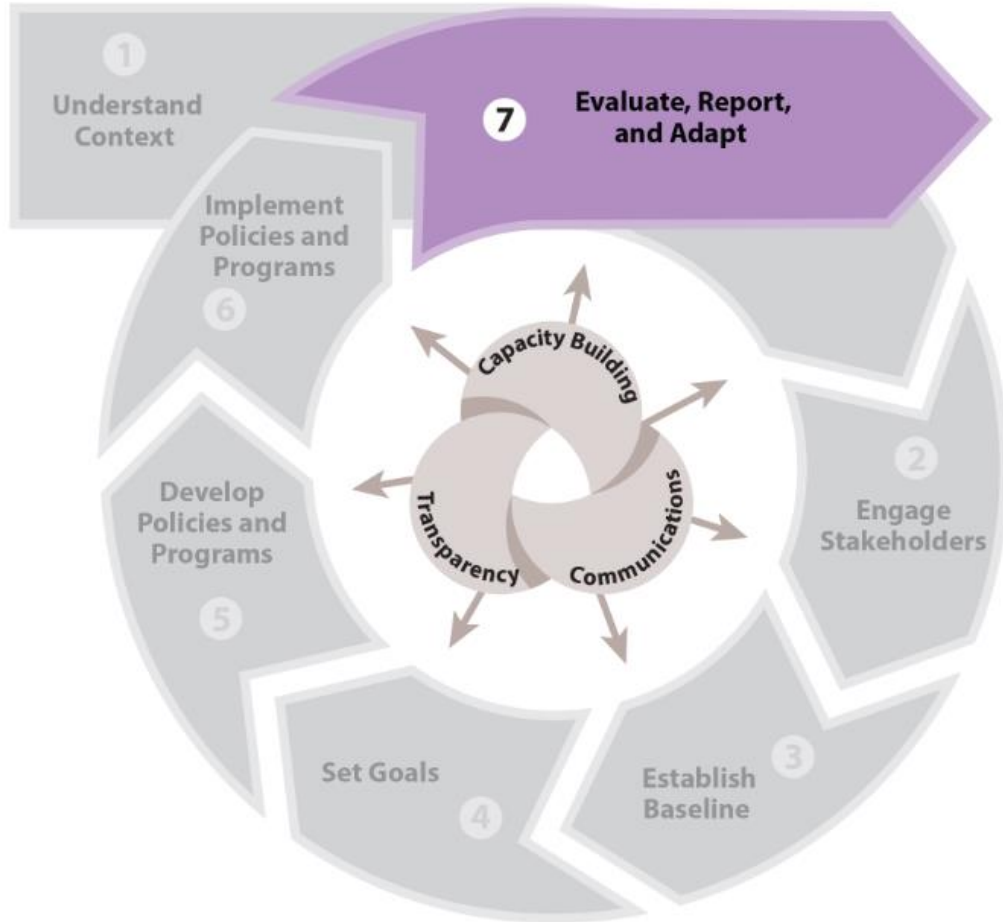 1
Understand
Context
7
Evaluate, Report,
and Adapt
Implement
Policies and
Programs
6
Capacity Building
Transparency
Communications
2
Engage
Stakeholders
Develop
Policies and
Programs
5
3
Establish
Baseline
Set Goals
4